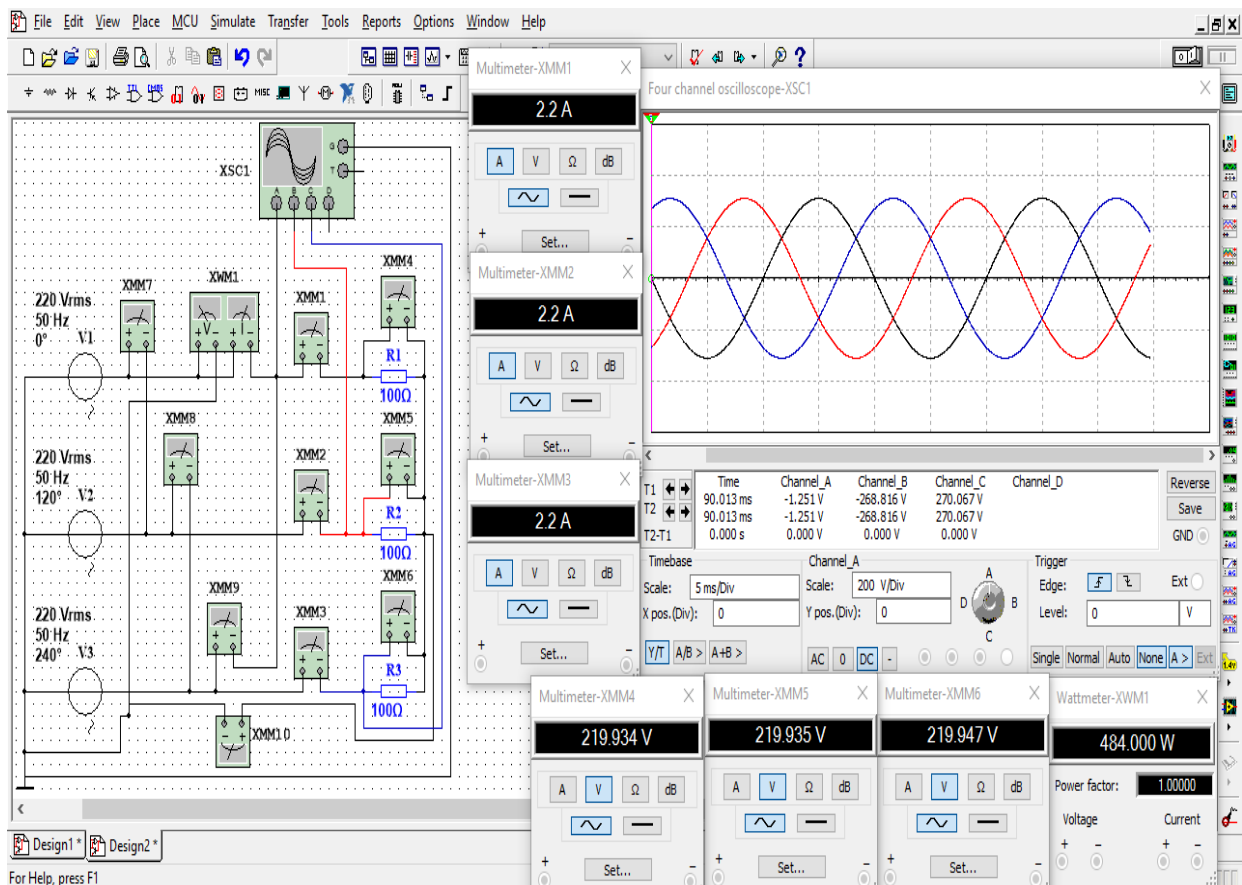 File Edit View Place MCU Simulate Transfer Tools Reports Options Window Help
Multimeter-XMM1 X
2.2 A
A V Ω dB
Set...
+ −
Multimeter-XMM2 X
2.2 A
A V Ω dB
Set...
+ −
Multimeter-XMM3 X
2.2 A
A V Ω dB
Set...
+ −
Four channel oscilloscope-XSC1 X
T1
T2
T2-T1
Time Channel_A Channel_B Channel_C Channel_D
90.013 ms -1.251 V -268.816 V 270.067 V
90.013 ms -1.251 V -268.816 V 270.067 V
0.000 s 0.000 V 0.000 V 0.000 V
Reverse
Save
GND
Timebase
Scale: 5 ms/Div
X pos.(Div): 0
Y/T A/B > A+B >
Channel_A
Scale: 200 V/Div
Y pos.(Div): 0
AC 0 DC -
A
B
C
D
Trigger
Edge: Ext
Level: 0 V
Single Normal Auto None A > Ext
XSC1
G
T
A B C D
XMM7
XWM1
XMM1
XMM4
220 Vrms
50 Hz
0°
V1
V I
R1
100Ω
XMM8
XMM2
XMM5
220 Vrms
50 Hz
120°
V2
R2
100Ω
XMM9
XMM3
XMM6
220 Vrms
50 Hz
240°
V3
R3
100Ω
XMM10
Multimeter-XMM4 X
219.934 V
A V Ω dB
Set...
+ −
Multimeter-XMM5 X
219.935 V
A V Ω dB
Set...
+ −
Multimeter-XMM6 X
219.947 V
A V Ω dB
Set...
+ −
Wattmeter-XWM1 X
484.000 W
Power factor: 1.00000
Voltage Current
+ − + −
Design1 * Design2 *
For Help, press F1